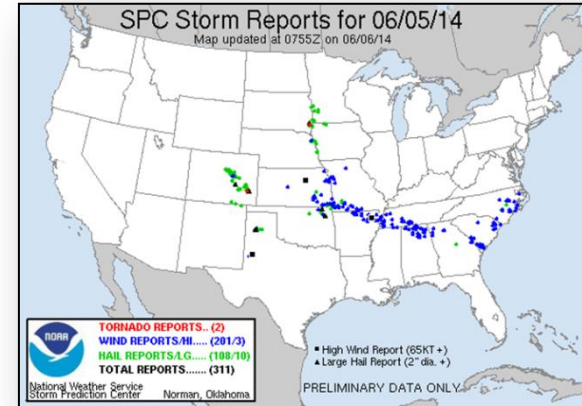 SPC Storm Reports for 06/05/14
Map updated at 0755Z on 06/06/14
NOAA
TORNADO REPORTS.. (2)
WIND REPORTS/HI..... (201/3)
HAIL REPORTS/LG..... (108/10)
TOTAL REPORTS....... (311)
National Weather Service
Storm Prediction Center Norman, Oklahoma
High Wind Report (65KT +)
Large Hail Report (2" dia. +)
PRELIMINARY DATA ONLY